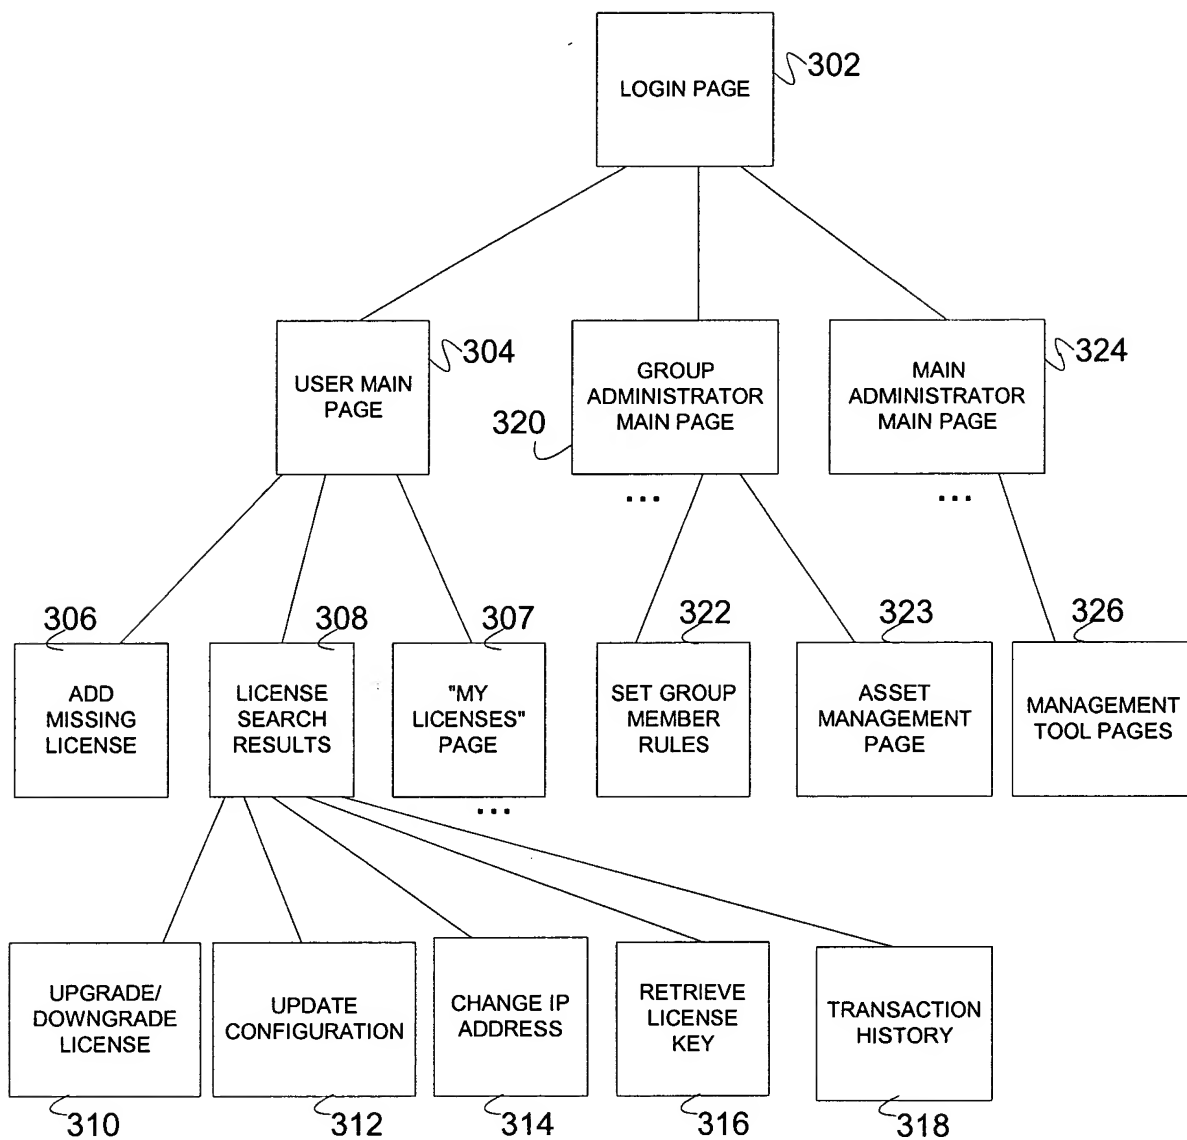 LOGIN PAGE
302
USER MAIN
PAGE
304
GROUP
ADMINISTRATOR
MAIN PAGE
320
MAIN
ADMINISTRATOR
MAIN PAGE
324
...
...
306
ADD
MISSING
LICENSE
308
LICENSE
SEARCH
RESULTS
307
"MY
LICENSES"
PAGE
...
322
SET GROUP
MEMBER
RULES
323
ASSET
MANAGEMENT
PAGE
326
MANAGEMENT
TOOL PAGES
UPGRADE/
DOWNGRADE
LICENSE
310
UPDATE
CONFIGURATION
312
CHANGE IP
ADDRESS
314
RETRIEVE
LICENSE
KEY
316
TRANSACTION
HISTORY
318